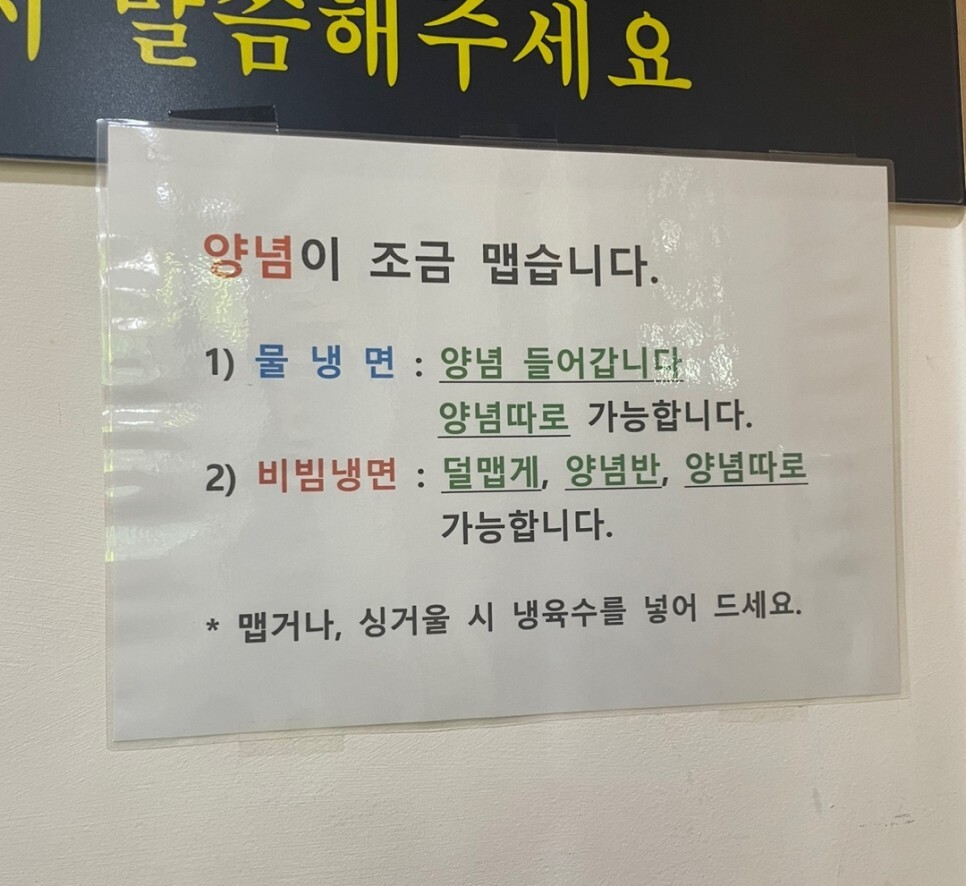 말씀해주세요
양념이 조금 맵습니다.
1) 물 냉 면 : 양념 들어갑니다
양념따로 가능합니다.
2) 비빔냉면 : 덜맵게, 양념반, 양념따로
가능합니다.
* 맵거나, 싱거울 시 냉육수를 넣어 드세요.